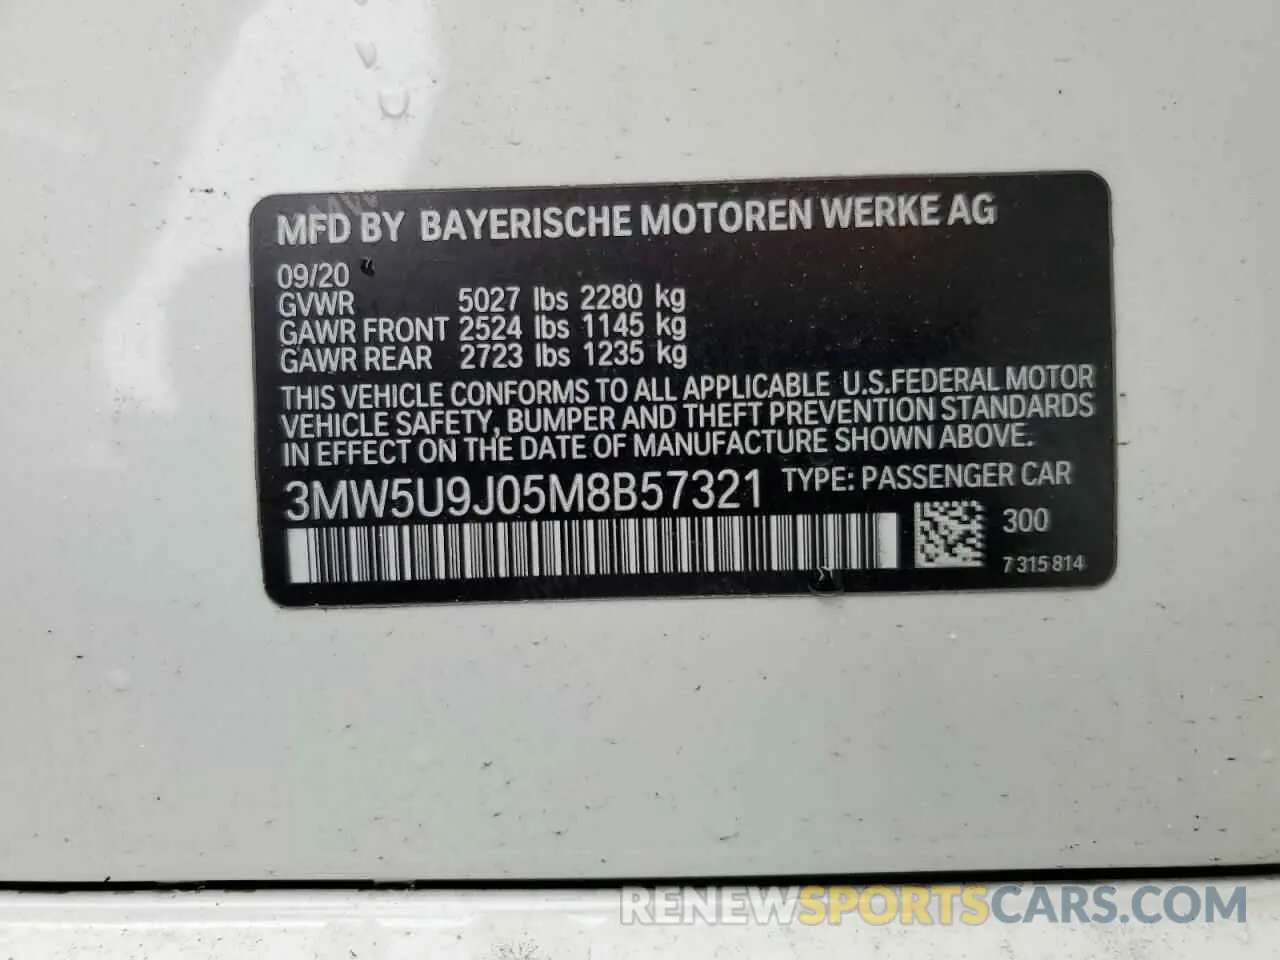 MFD BY BAYERISCHE MOTOREN WERKE AG
09/20
GVWR 5027 lbs 2280 kg
GAWR FRONT 2524 lbs 1145 kg
GAWR REAR 2723 lbs 1235 kg
THIS VEHICLE CONFORMS TO ALL APPLICABLE U.S.FEDERAL MOTOR
VEHICLE SAFETY, BUMPER AND THEFT PREVENTION STANDARDS
IN EFFECT ON THE DATE OF MANUFACTURE SHOWN ABOVE.
3MW5U9J05M8B57321 TYPE: PASSENGER CAR
300
7 315 814
RENEWSPORTSCARS.COM